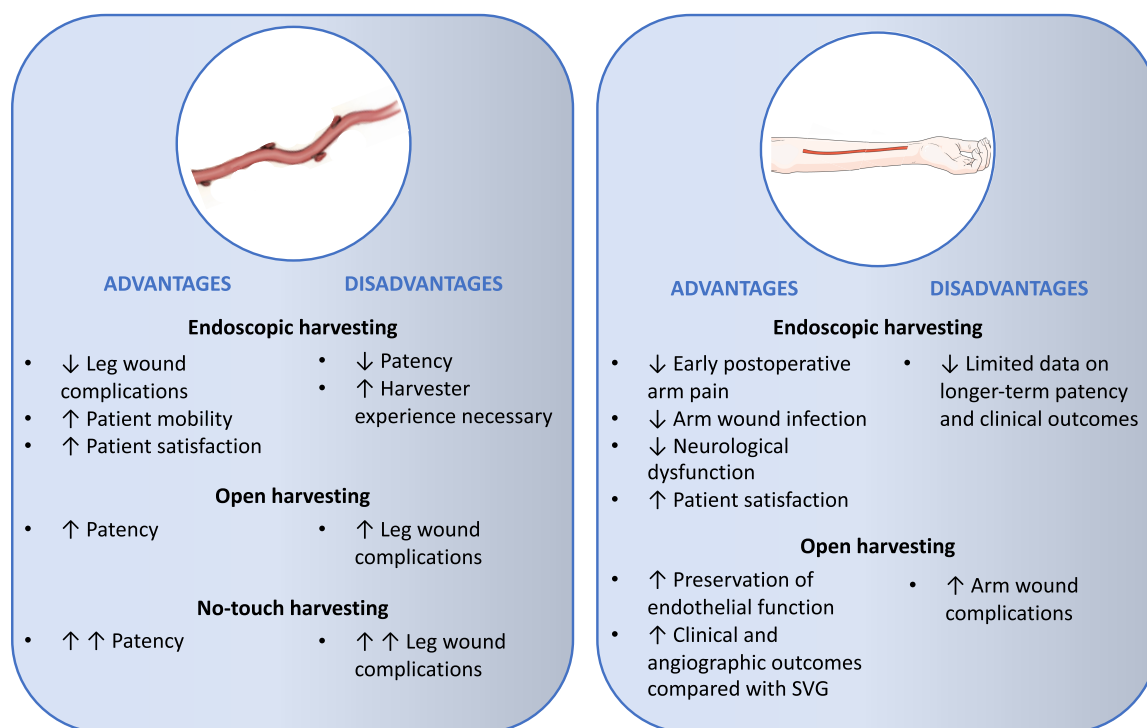 ADVANTAGES
DISADVANTAGES
Endoscopic harvesting
• ↓ Leg wound
complications
• ↑ Patient mobility
• ↑ Patient satisfaction
• ↓ Patency
• ↑ Harvester
experience necessary
Open harvesting
• ↑ Patency
• ↑ Leg wound
complications
No-touch harvesting
• ↑ ↑ Patency
• ↑ ↑ Leg wound
complications
ADVANTAGES
DISADVANTAGES
Endoscopic harvesting
• ↓ Early postoperative
arm pain
• ↓ Arm wound infection
• ↓ Neurological
dysfunction
• ↑ Patient satisfaction
• ↓ Limited data on
longer-term patency
and clinical outcomes
Open harvesting
• ↑ Preservation of
endothelial function
• ↑ Clinical and
angiographic outcomes
compared with SVG
• ↑ Arm wound
complications